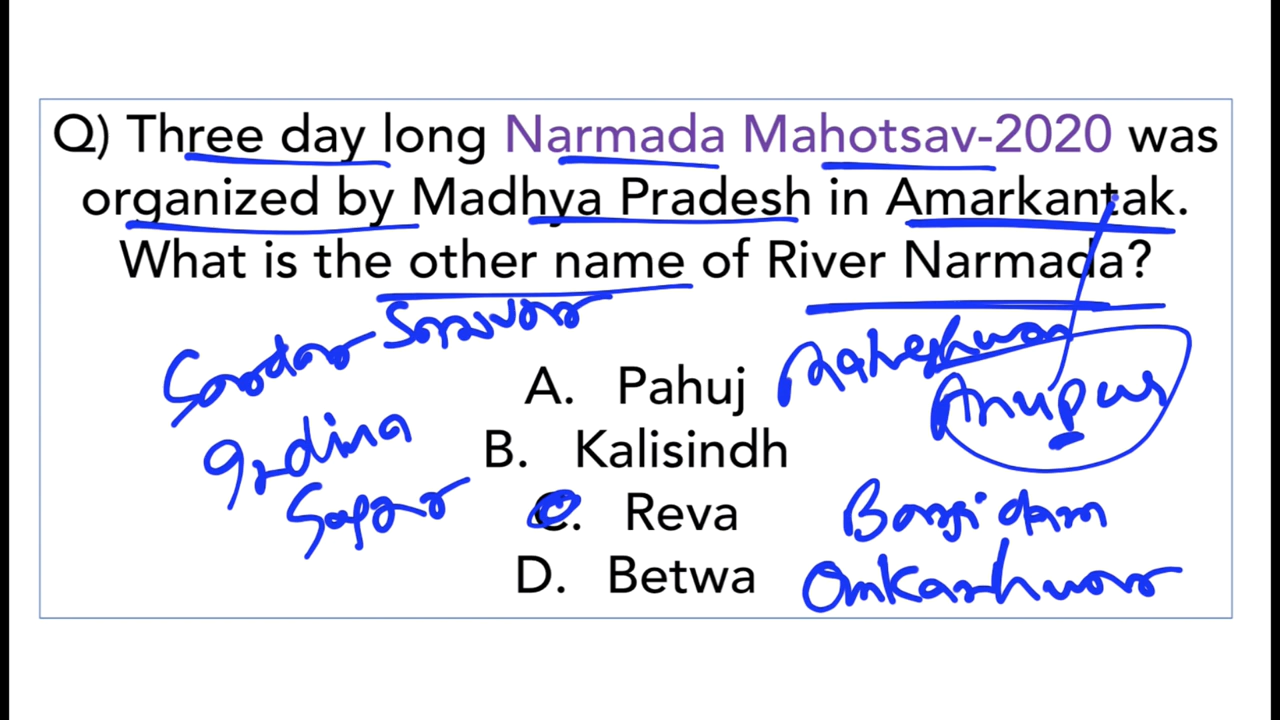 Q) Three day long Narmada Mahotsav-2020 was
organized by Madhya Pradesh in Amarkantak.
What is the other name of River Narmada?
Sardar Sarovar
Maheshwar
A. Pahuj
Anupur
Indira
B. Kalisindh
Sagar
C. Reva
Bargi dam
D. Betwa
Omkareshwar